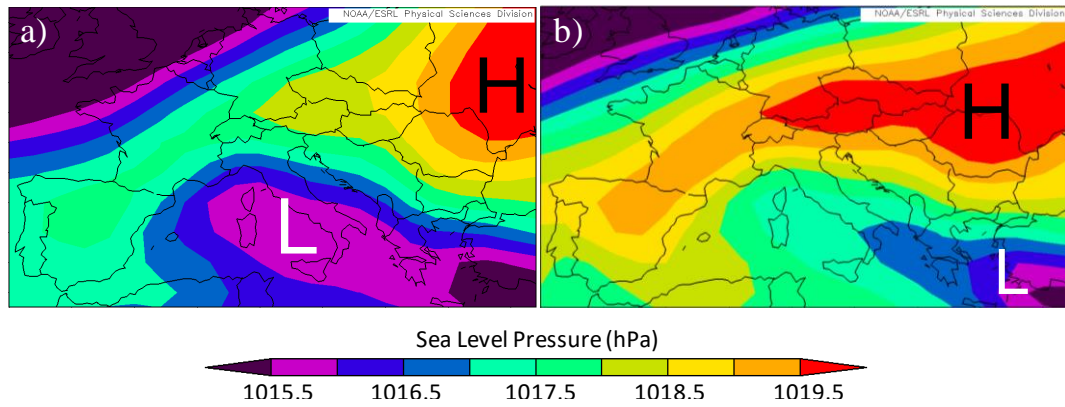 NOAA/ESRL Physical Sciences Division
NOAA/ESRL Physical Sciences Division
a)
b)
H
H
L
L
Sea Level Pressure (hPa)
1015.5 1016.5 1017.5 1018.5 1019.5